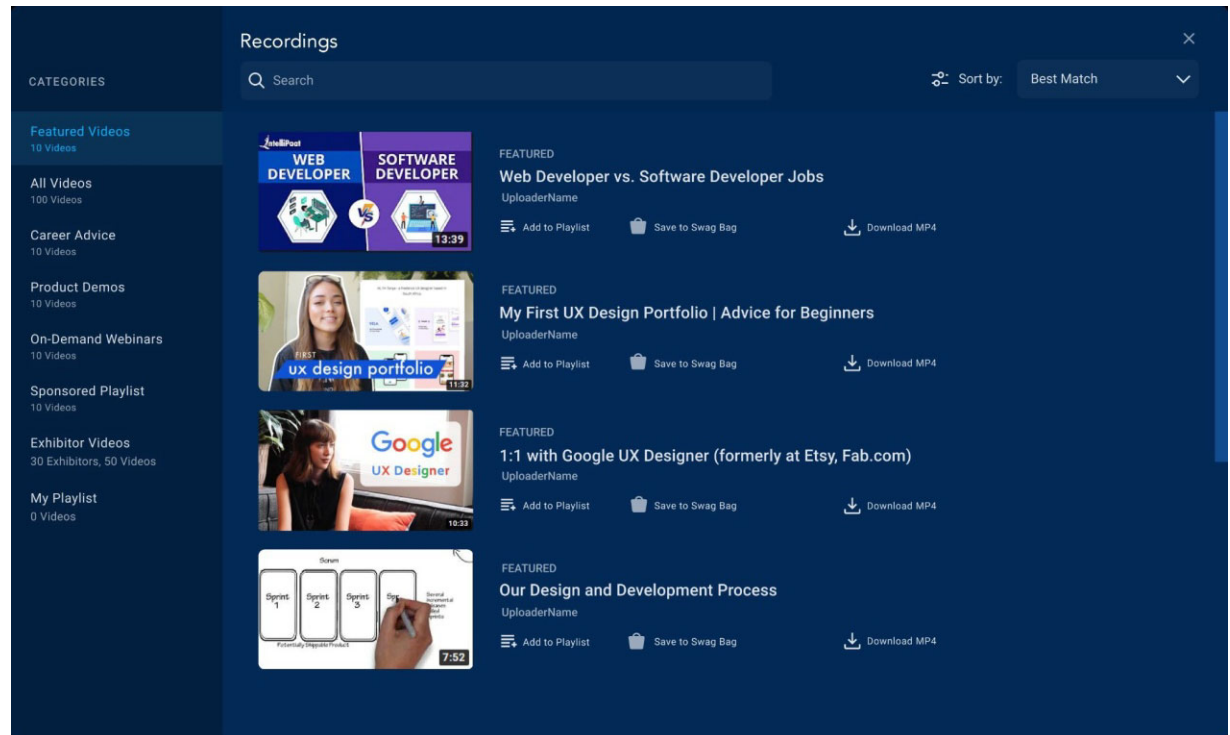 Recordings
CATEGORIES
Search
Sort by:
Best Match
Featured Videos
10 Videos
All Videos
100 Videos
Career Advice
10 Videos
Product Demos
10 Videos
On-Demand Webinars
10 Videos
Sponsored Playlist
10 Videos
Exhibitor Videos
30 Exhibitors, 50 Videos
My Playlist
0 Videos
IntelliPaat
WEB DEVELOPER
SOFTWARE DEVELOPER
VS
13:39
FEATURED
Web Developer vs. Software Developer Jobs
UploaderName
Add to Playlist
Save to Swag Bag
Download MP4
FIRST
ux design portfolio
11:32
FEATURED
My First UX Design Portfolio | Advice for Beginners
UploaderName
Add to Playlist
Save to Swag Bag
Download MP4
Google
UX Designer
10:33
FEATURED
1:1 with Google UX Designer (formerly at Etsy, Fab.com)
UploaderName
Add to Playlist
Save to Swag Bag
Download MP4
Scrum
Sprint 1
Sprint 2
Sprint 3
Several
Potentially Shippable Product
7:52
FEATURED
Our Design and Development Process
UploaderName
Add to Playlist
Save to Swag Bag
Download MP4